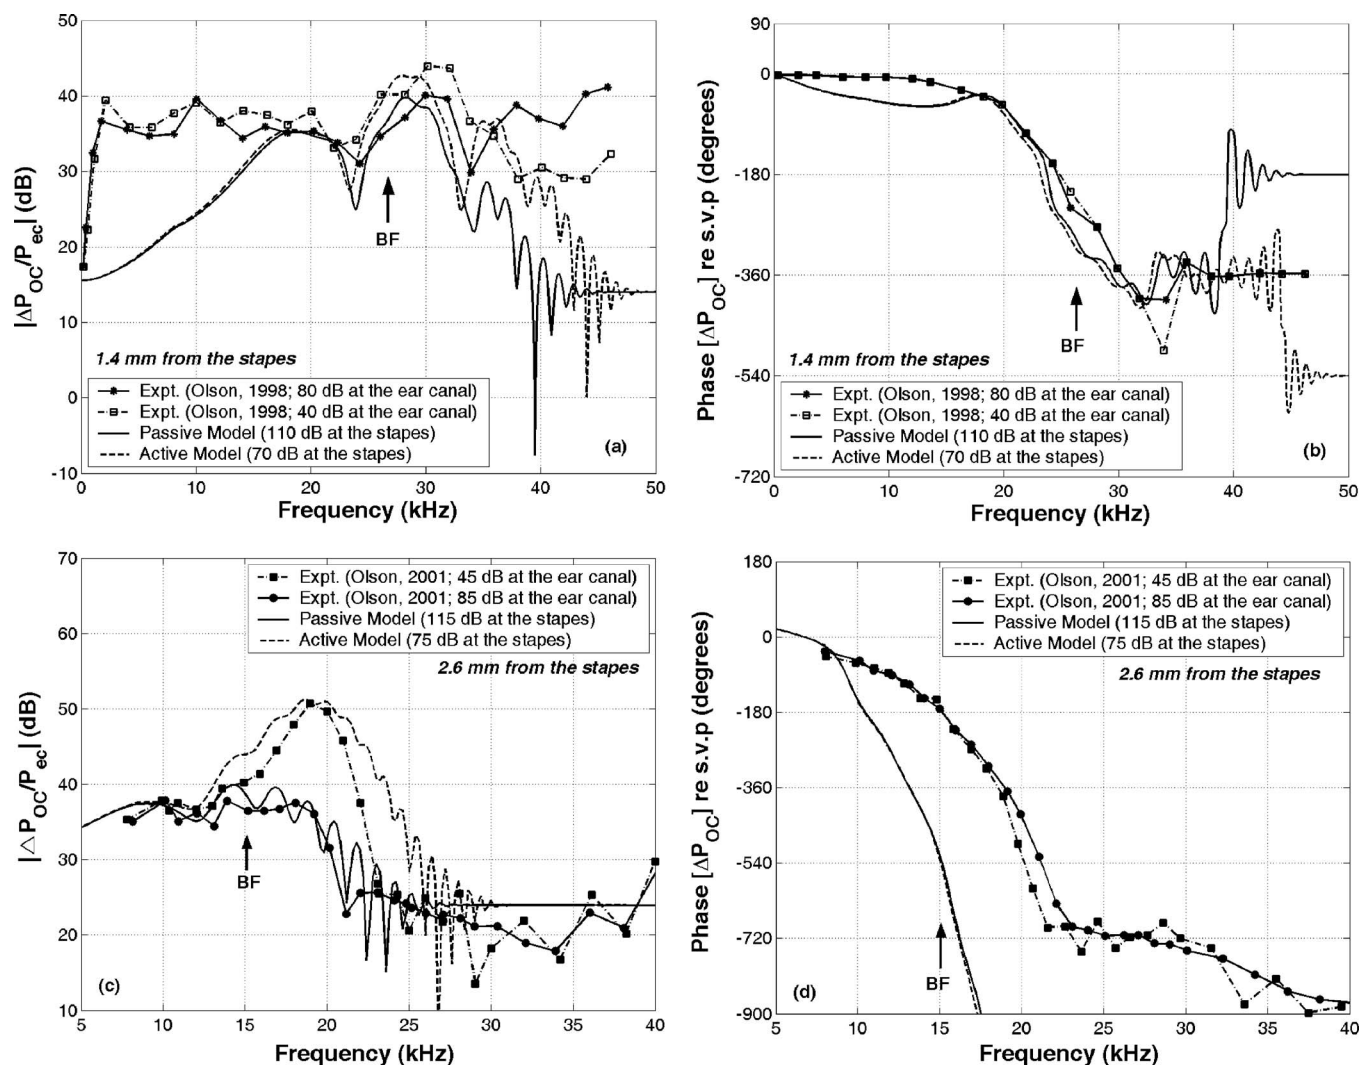 50
40
30
20
10
0
-10
|ΔP_OC/P_ec| (dB)
BF
1.4 mm from the stapes
Expt. (Olson, 1998; 80 dB at the ear canal)
Expt. (Olson, 1998; 40 dB at the ear canal)
Passive Model (110 dB at the stapes)
Active Model (70 dB at the stapes)
(a)
0 10 20 30 40 50
Frequency (kHz)
90
0
-180
-360
-540
-720
Phase [ΔP_OC] re s.v.p (degrees)
BF
1.4 mm from the stapes
Expt. (Olson, 1998; 80 dB at the ear canal)
Expt. (Olson, 1998; 40 dB at the ear canal)
Passive Model (110 dB at the stapes)
Active Model (70 dB at the stapes)
(b)
0 10 20 30 40 50
Frequency (kHz)
70
60
50
40
30
20
10
|ΔP_OC/P_ec| (dB)
Expt. (Olson, 2001; 45 dB at the ear canal)
Expt. (Olson, 2001; 85 dB at the ear canal)
Passive Model (115 dB at the stapes)
Active Model (75 dB at the stapes)
2.6 mm from the stapes
BF
(c)
5 10 15 20 25 30 35 40
Frequency (kHz)
180
0
-180
-360
-540
-720
-900
Phase [ΔP_OC] re s.v.p (degrees)
Expt. (Olson, 2001; 45 dB at the ear canal)
Expt. (Olson, 2001; 85 dB at the ear canal)
Passive Model (115 dB at the stapes)
Active Model (75 dB at the stapes)
2.6 mm from the stapes
BF
(d)
5 10 15 20 25 30 35 40
Frequency (kHz)